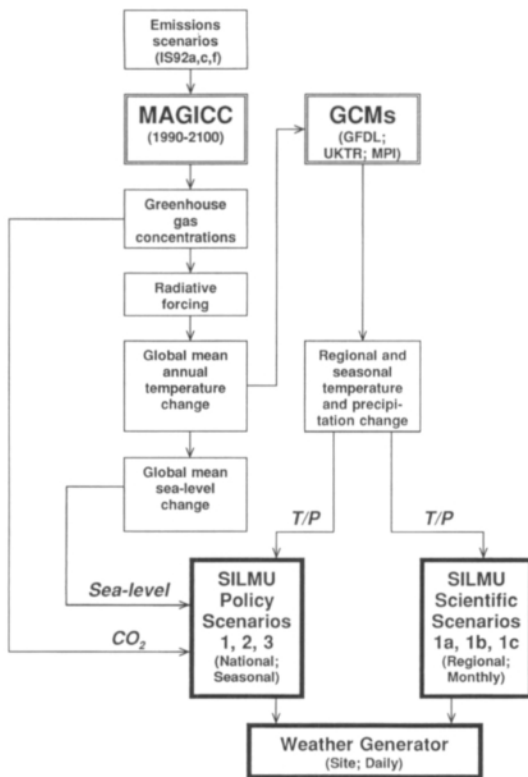 Emissions
scenarios
(IS92a,c,f)
MAGICC
(1990-2100)
GCMs
(GFDL;
UKTR; MPI)
Greenhouse
gas
concentrations
Radiative
forcing
Global mean
annual
temperature
change
Regional and
seasonal
temperature
and precipi-
tation change
Global mean
sea-level
change
T/P
T/P
Sea-level
CO₂
SILMU
Policy
Scenarios
1, 2, 3
(National;
Seasonal)
SILMU
Scientific
Scenarios
1a, 1b, 1c
(Regional;
Monthly)
Weather Generator
(Site; Daily)